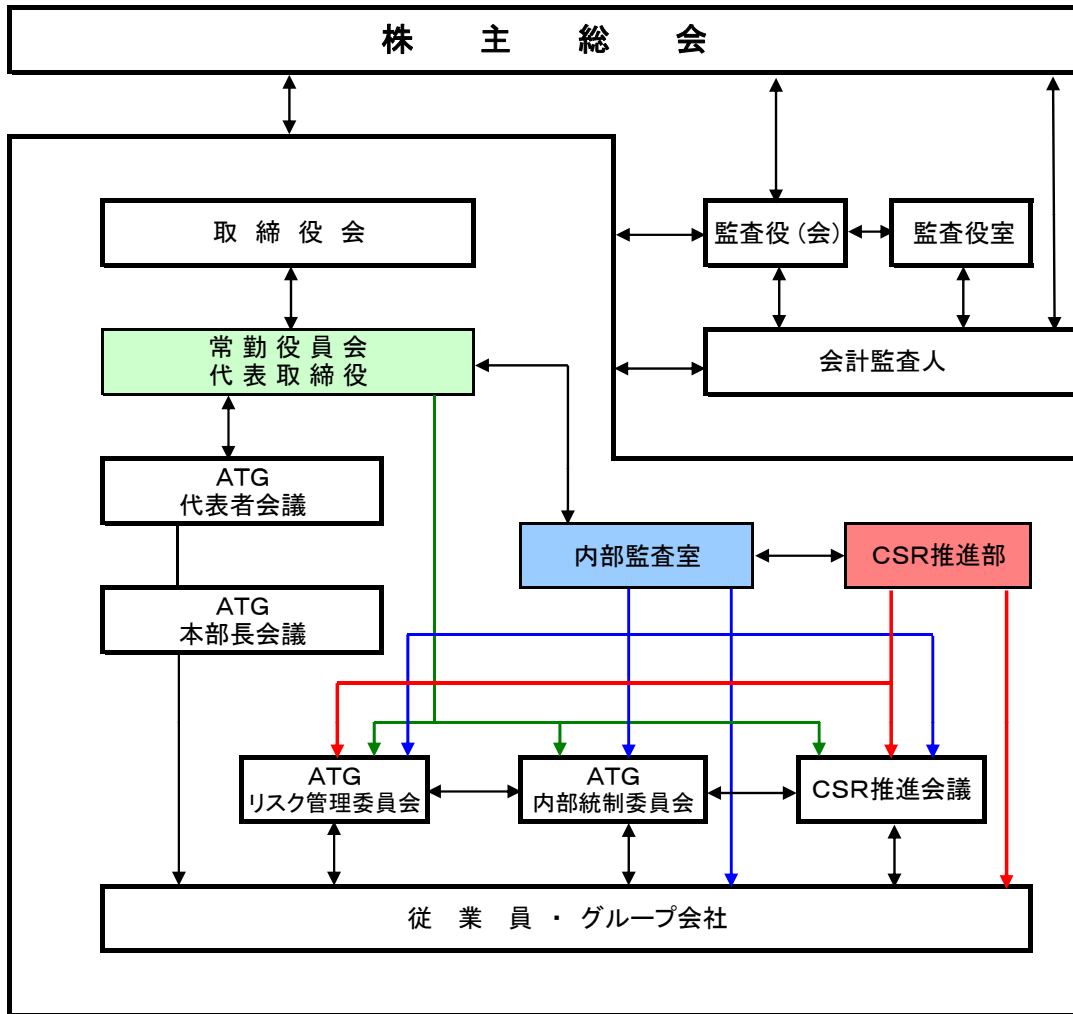 株主総会
取締役会
監査役(会)
監査役室
常勤役員会
代表取締役
会計監査人
ATG
代表者会議
内部監査室
CSR推進部
ATG
本部長会議
ATG
リスク管理委員会
ATG
内部統制委員会
CSR推進会議
従業員・グループ会社